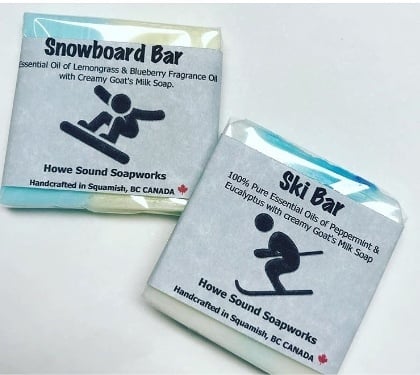 Snowboard Bar
Essential Oil of Lemongrass & Blueberry Fragrance Oil
with Creamy Goat's Milk Soap.
Howe Sound Soapworks
Handcrafted in Squamish, BC CANADA
Ski Bar
100% Pure Essential Oils of Peppermint &
Eucalyptus with creamy Goat's Milk Soap
Howe Sound Soapworks
Handcrafted in Squamish, BC CANADA